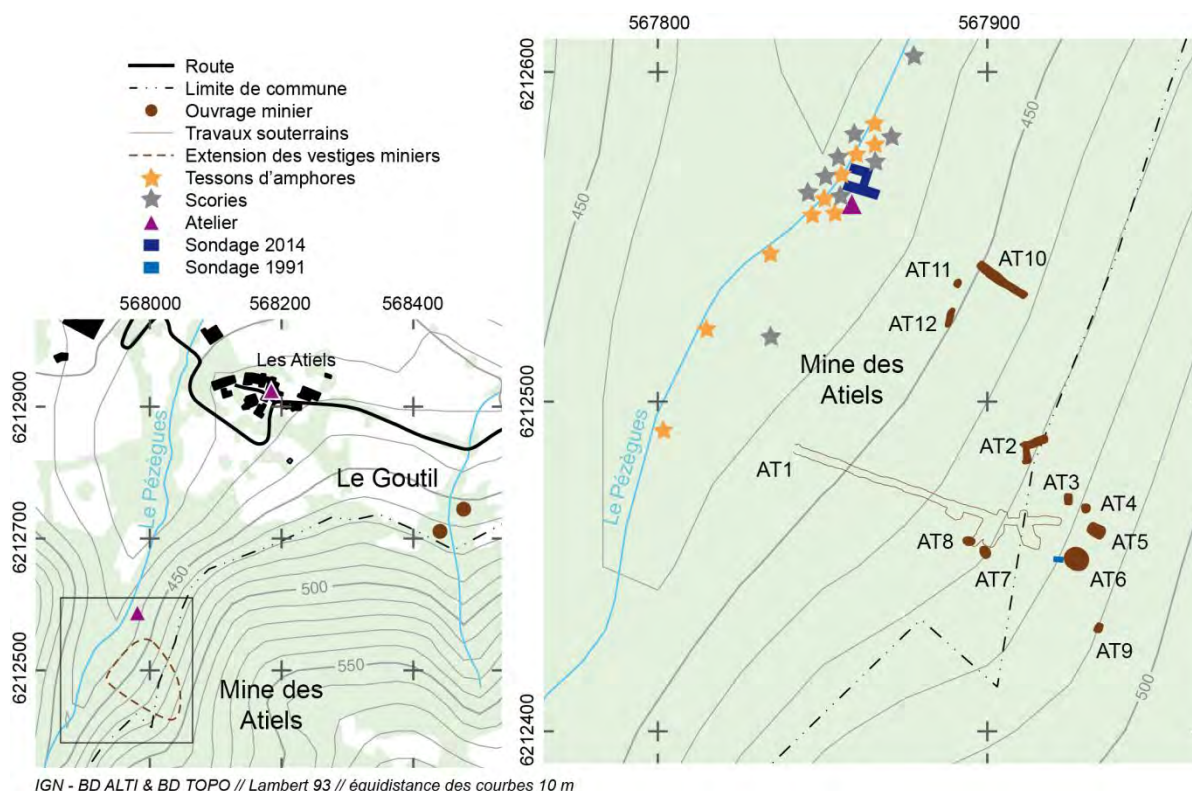 Route
Limite de commune
Ouvrage minier
Travaux souterrains
Extension des vestiges miniers
Tessons d'amphores
Scories
Atelier
Sondage 2014
Sondage 1991
568000 568200 568400
6212900
6212700
6212500
Les Atiels
Le Pézègues
Le Goutil
450
500
550
Mine des
Atiels
567800 567900
6212600
6212500
6212400
450
450
AT10
AT11
AT12
Mine des
Atiels
Le Pézègues
AT1
AT2
AT3
AT4
AT5
AT8
AT7
AT6
AT9
500
IGN - BD ALTI & BD TOPO // Lambert 93 // équidistance des courbes 10 m